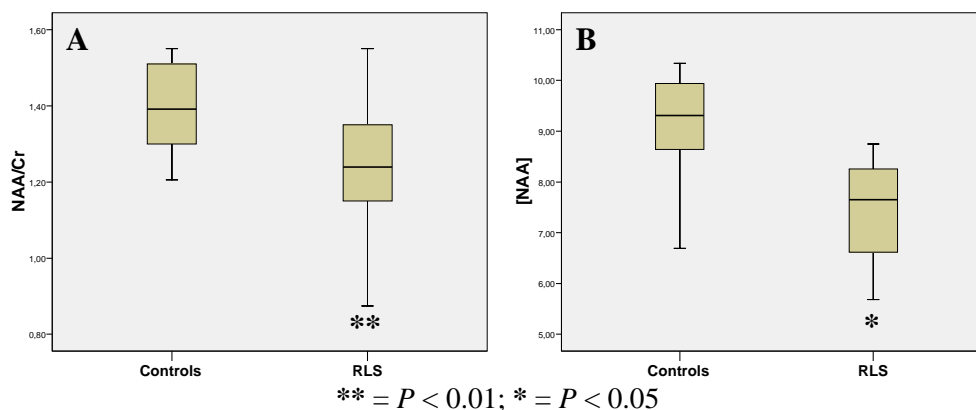 A
NAA/Cr
1,60
1,40
1,20
1,00
0,80
Controls
RLS
**
B
[NAA]
11,00
10,00
9,00
8,00
7,00
6,00
5,00
Controls
RLS
*
** = P < 0.01; * = P < 0.05